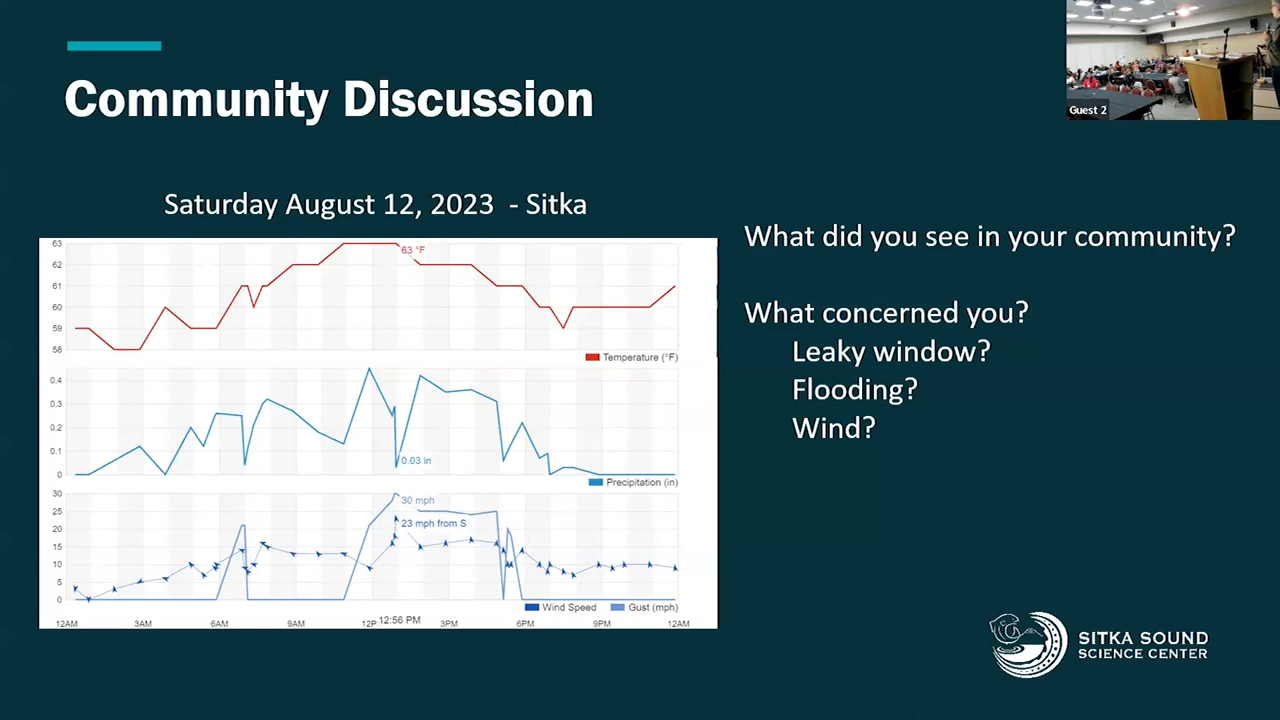 Guest 2
Community Discussion
Saturday August 12, 2023 - Sitka
63
62
61
60
59
58
63 °F
Temperature (°F)
0.4
0.3
0.2
0.1
0
0.03 in
Precipitation (in)
30
25
20
15
10
5
0
30 mph
23 mph from S
Wind Speed
Gust (mph)
12AM
3AM
6AM
9AM
12P
12:56 PM
3PM
6PM
9PM
12AM
What did you see in your community?
What concerned you?
Leaky window?
Flooding?
Wind?
SITKA SOUND
SCIENCE CENTER